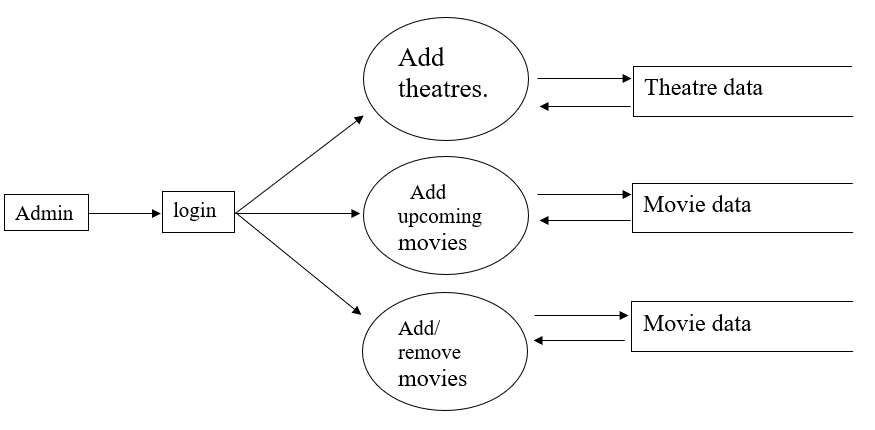 Admin
login
Add
theatres.
Theatre data
Add
upcoming
movies
Movie data
Add/
remove
movies
Movie data